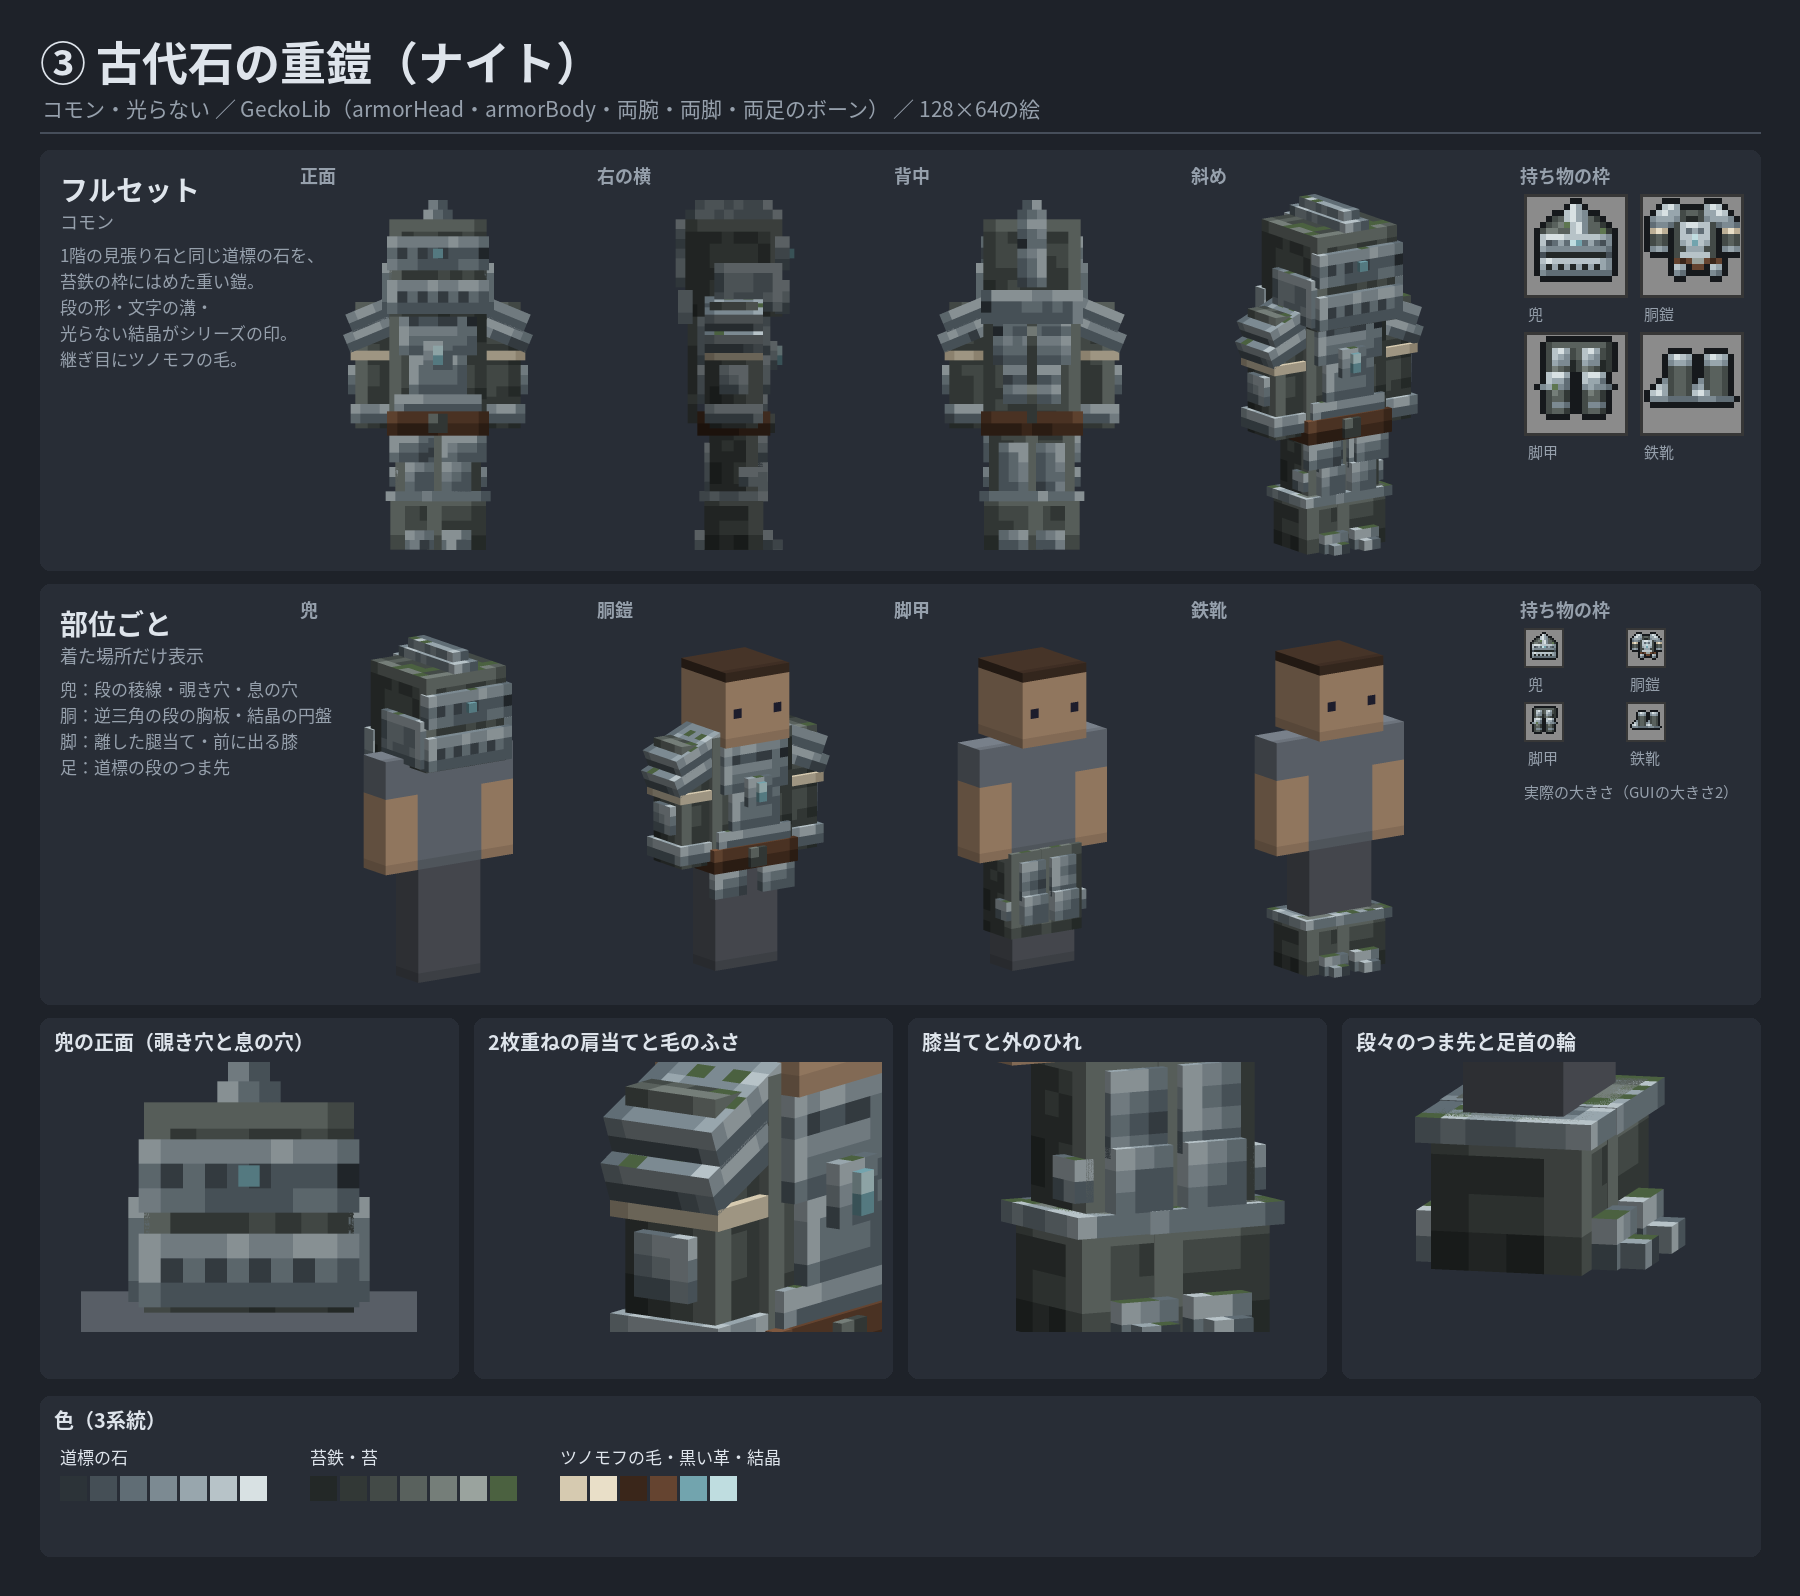 ③ 古代石の重鎧（ナイト）
コモン・光らない ／ GeckoLib（armorHead・armorBody・両腕・両脚・両足のボーン） ／ 128×64の絵
フルセット
コモン
1階の見張り石と同じ道標の石を、
苔鉄の枠にはめた重い鎧。
段の形・文字の溝・
光らない結晶がシリーズの印。
継ぎ目にツノモフの毛。
正面
右の横
背中
斜め
持ち物の枠
兜
胴鎧
脚甲
鉄靴
部位ごと
着た場所だけ表示
兜：段の稜線・覗き穴・息の穴
胴：逆三角の段の胸板・結晶の円盤
脚：離した腿当て・前に出る膝
足：道標の段のつま先
兜
胴鎧
脚甲
鉄靴
持ち物の枠
兜
胴鎧
脚甲
鉄靴
実際の大きさ（GUIの大きさ2）
兜の正面（覗き穴と息の穴）
2枚重ねの肩当てと毛のふさ
膝当てと外のひれ
段々のつま先と足首の輪
色（3系統）
道標の石
苔鉄・苔
ツノモフの毛・黒い革・結晶